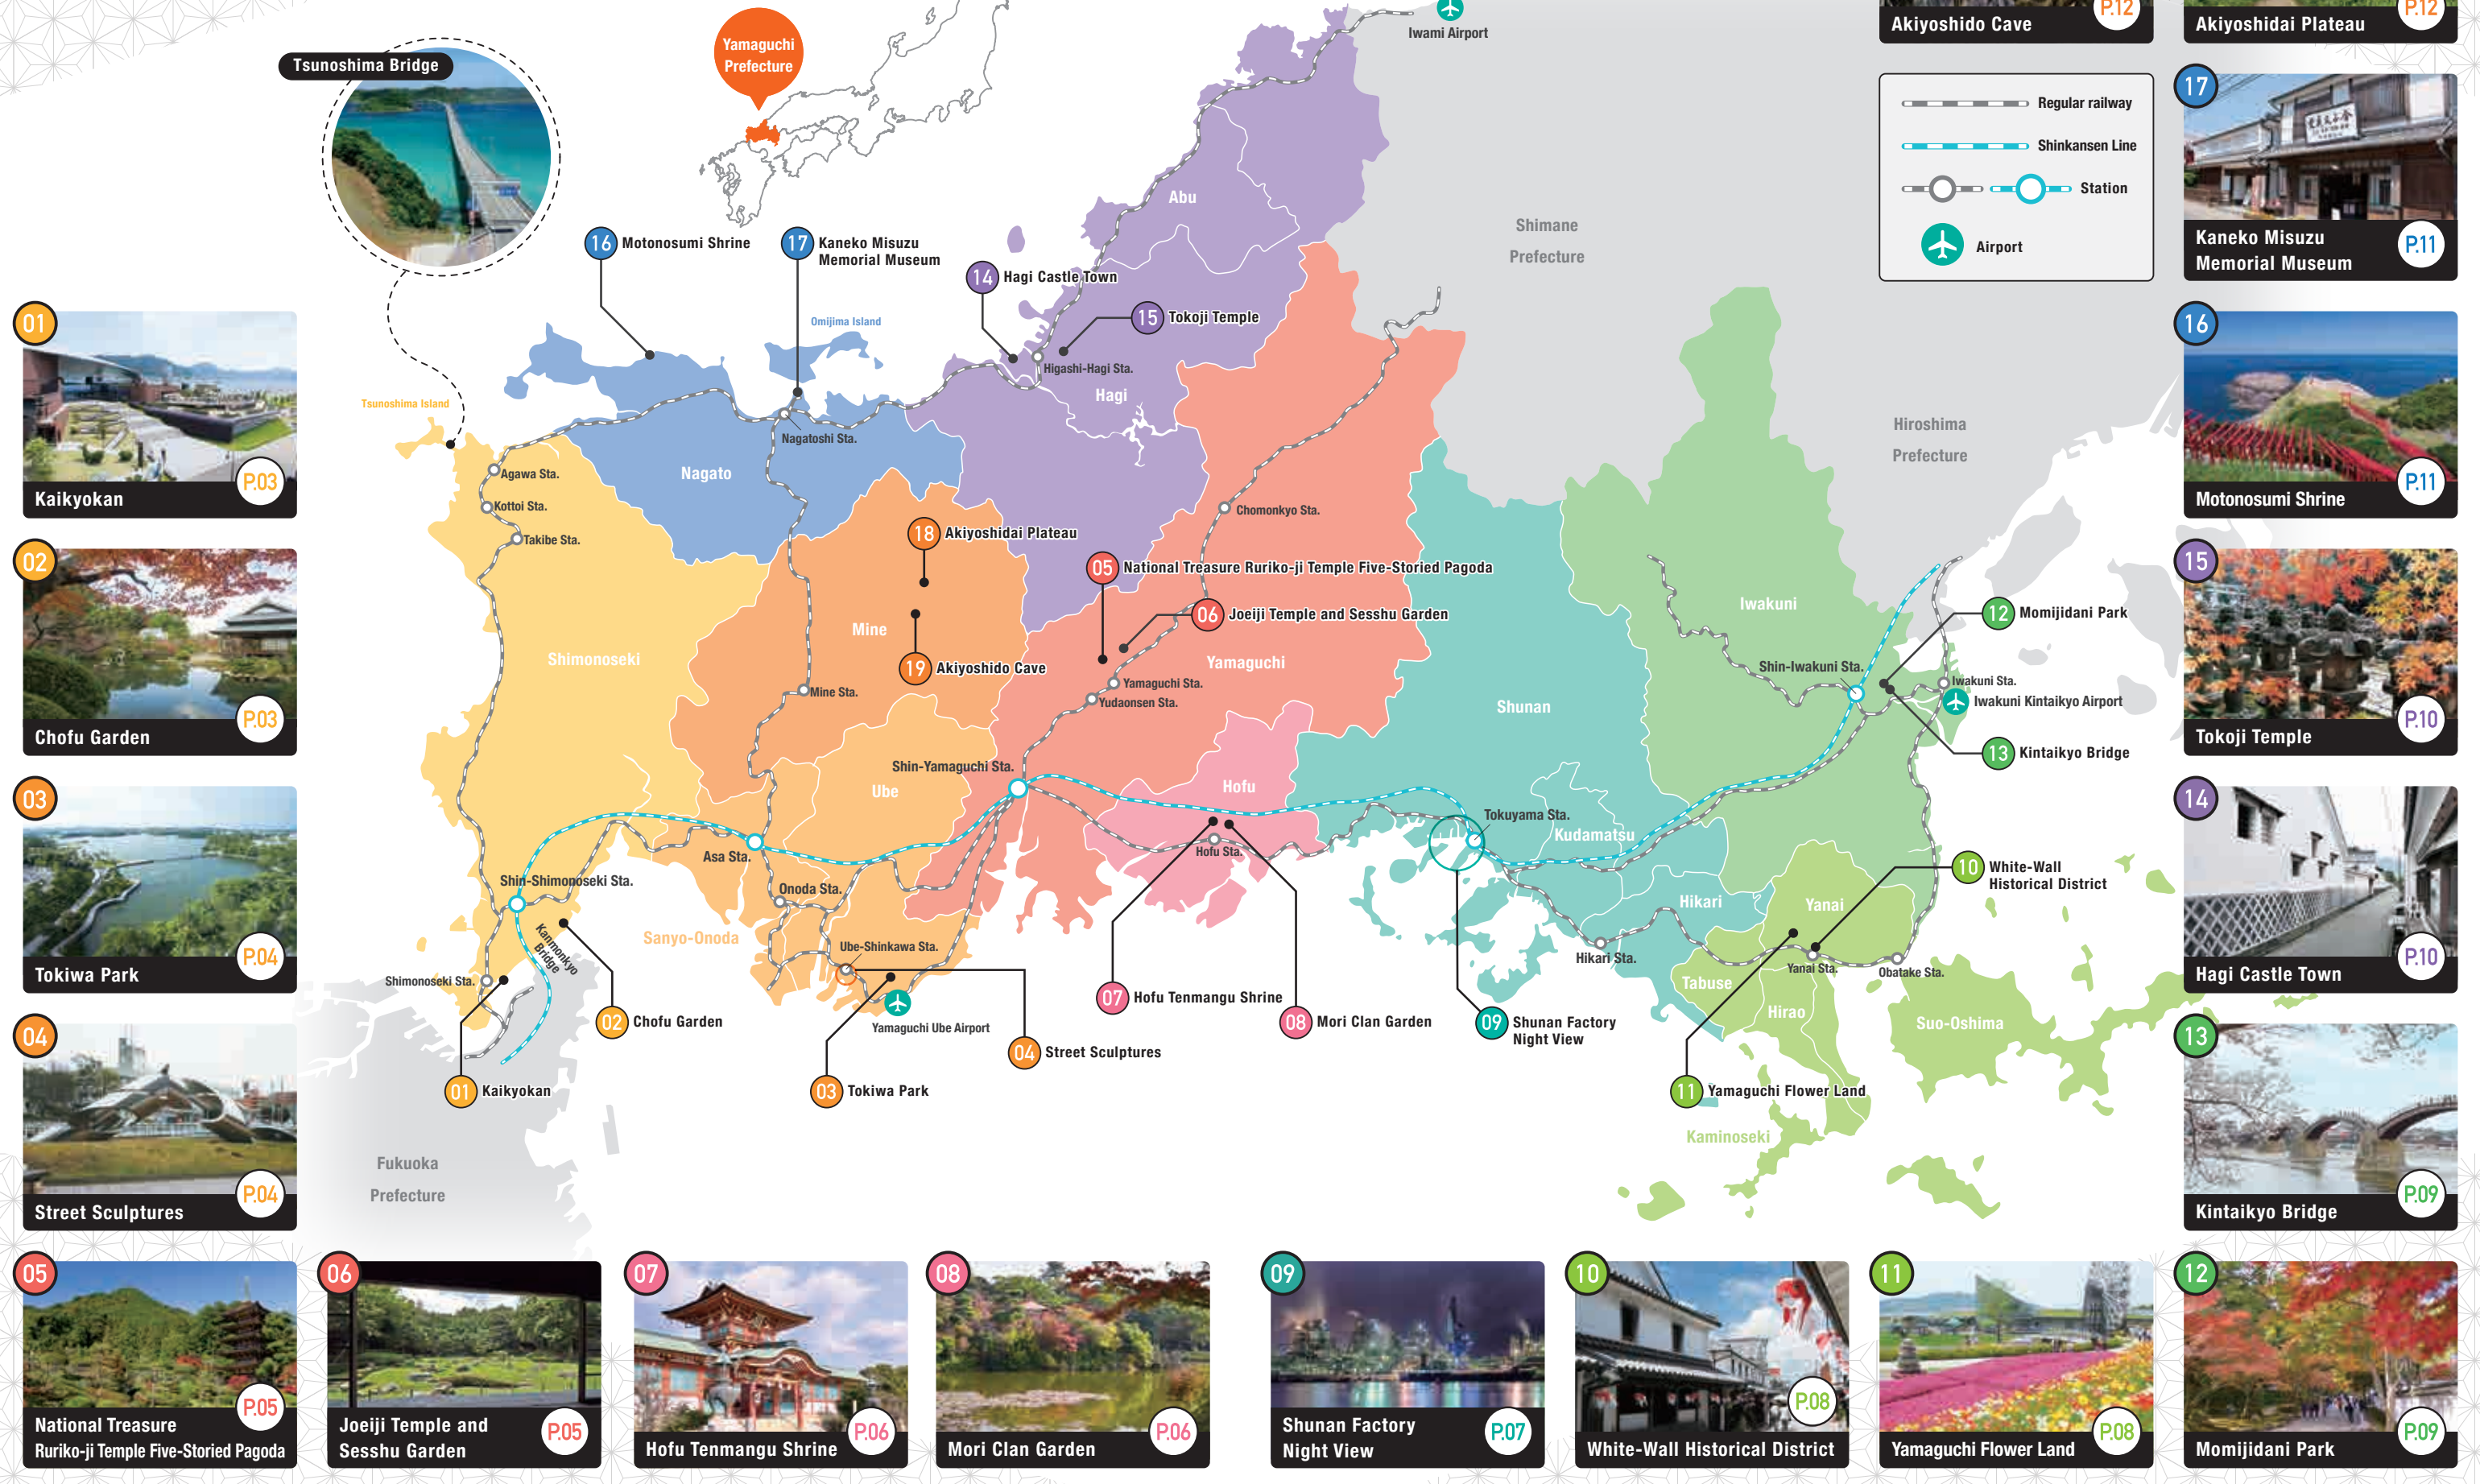 Tsunoshima Bridge
Yamaguchi
Prefecture
Iwami Airport
Akiyoshido Cave
P.12
Akiyoshidai Plateau
P.12
Regular railway
Shinkansen Line
Station
Airport
Shimane
Prefecture
Hiroshima
Prefecture
Fukuoka
Prefecture
16 Motonosumi Shrine
17 Kaneko Misuzu
Memorial Museum
14 Hagi Castle Town
15 Tokoji Temple
Omijima Island
Tsunoshima Island
Abu
Hagi
Higashi-Hagi Sta.
Nagato
Nagatoshi Sta.
Agawa Sta.
Kottoi Sta.
Takibe Sta.
Chomonkyo Sta.
18 Akiyoshidai Plateau
05 National Treasure Ruriko-ji Temple Five-Storied Pagoda
06 Joeiji Temple and Sesshu Garden
Mine
19 Akiyoshido Cave
Shimonoseki
Yamaguchi
Mine Sta.
Yamaguchi Sta.
Yudaonsen Sta.
Shunan
Iwakuni
12 Momijidani Park
Shin-Iwakuni Sta.
Iwakuni Sta.
Iwakuni Kintaikyo Airport
13 Kintaikyo Bridge
Shin-Yamaguchi Sta.
Ube
Hofu
Hofu Sta.
Tokuyama Sta.
Kudamatsu
Asa Sta.
Shin-Shimonoseki Sta.
Onoda Sta.
Kanmonkyo
Bridge
Sanyo-Onoda
Ube-Shinkawa Sta.
Shimonoseki Sta.
Yamaguchi Ube Airport
Hikari
Hikari Sta.
Yanai
Yanai Sta.
Obatake Sta.
10 White-Wall
Historical District
Tabuse
Hirao
Suo-Oshima
Kaminoseki
02 Chofu Garden
01 Kaikyokan
03 Tokiwa Park
04 Street Sculptures
07 Hofu Tenmangu Shrine
08 Mori Clan Garden
09 Shunan Factory
Night View
11 Yamaguchi Flower Land
01
Kaikyokan
P.03
02
Chofu Garden
P.03
03
Tokiwa Park
P.04
04
Street Sculptures
P.04
05
National Treasure
Ruriko-ji Temple Five-Storied Pagoda
P.05
06
Joeiji Temple and
Sesshu Garden
P.05
07
Hofu Tenmangu Shrine
P.06
08
Mori Clan Garden
P.06
09
Shunan Factory
Night View
P.07
10
White-Wall Historical District
P.08
11
Yamaguchi Flower Land
P.08
12
Momijidani Park
P.09
13
Kintaikyo Bridge
P.09
14
Hagi Castle Town
P.10
15
Tokoji Temple
P.10
16
Motonosumi Shrine
P.11
17
Kaneko Misuzu
Memorial Museum
P.11